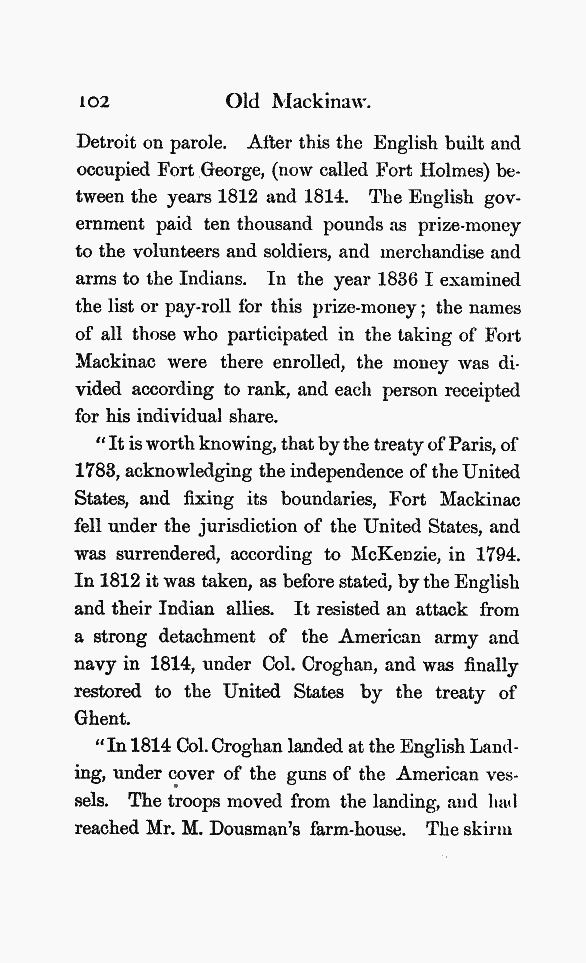 102 Old Mackinaw.
Detroit on parole. After this the English built and
occupied Fort George, (now called Fort Holmes) be-
tween the years 1812 and 1814. The English gov-
ernment paid ten thousand pounds as prize-money
to the volunteers and soldiers, and merchandise and
arms to the Indians. In the year 1836 I examined
the list or pay-roll for this prize-money; the names
of all those who participated in the taking of Fort
Mackinac were there enrolled, the money was di-
vided according to rank, and each person receipted
for his individual share.
"It is worth knowing, that by the treaty of Paris, of
1783, acknowledging the independence of the United
States, and fixing its boundaries, Fort Mackinac
fell under the jurisdiction of the United States, and
was surrendered, according to McKenzie, in 1794.
In 1812 it was taken, as before stated, by the English
and their Indian allies. It resisted an attack from
a strong detachment of the American army and
navy in 1814, under Col. Croghan, and was finally
restored to the United States by the treaty of
Ghent.
"In 1814 Col. Croghan landed at the English Land-
ing, under cover of the guns of the American ves-
sels. The troops moved from the landing, and had
reached Mr. M. Dousman's farm-house. The skirm